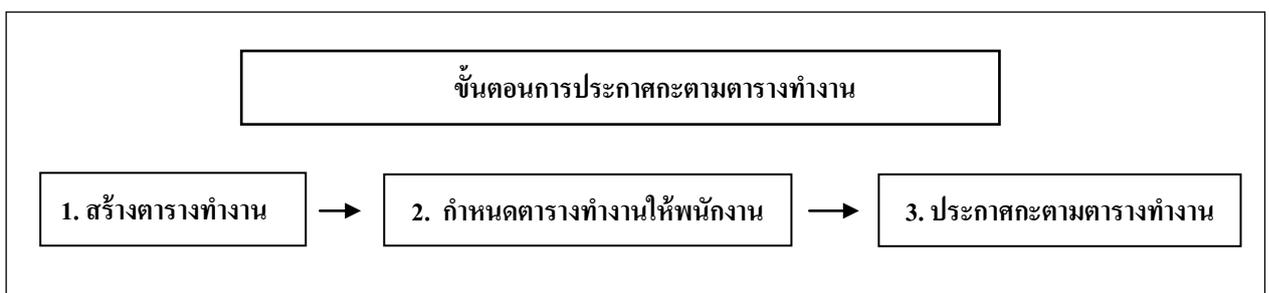 ขั้นตอนการประกาศกะตามตารางทำงาน
1. สร้างตารางทำงาน
2. กำหนดตารางทำงานให้พนักงาน
3. ประกาศกะตามตารางทำงาน